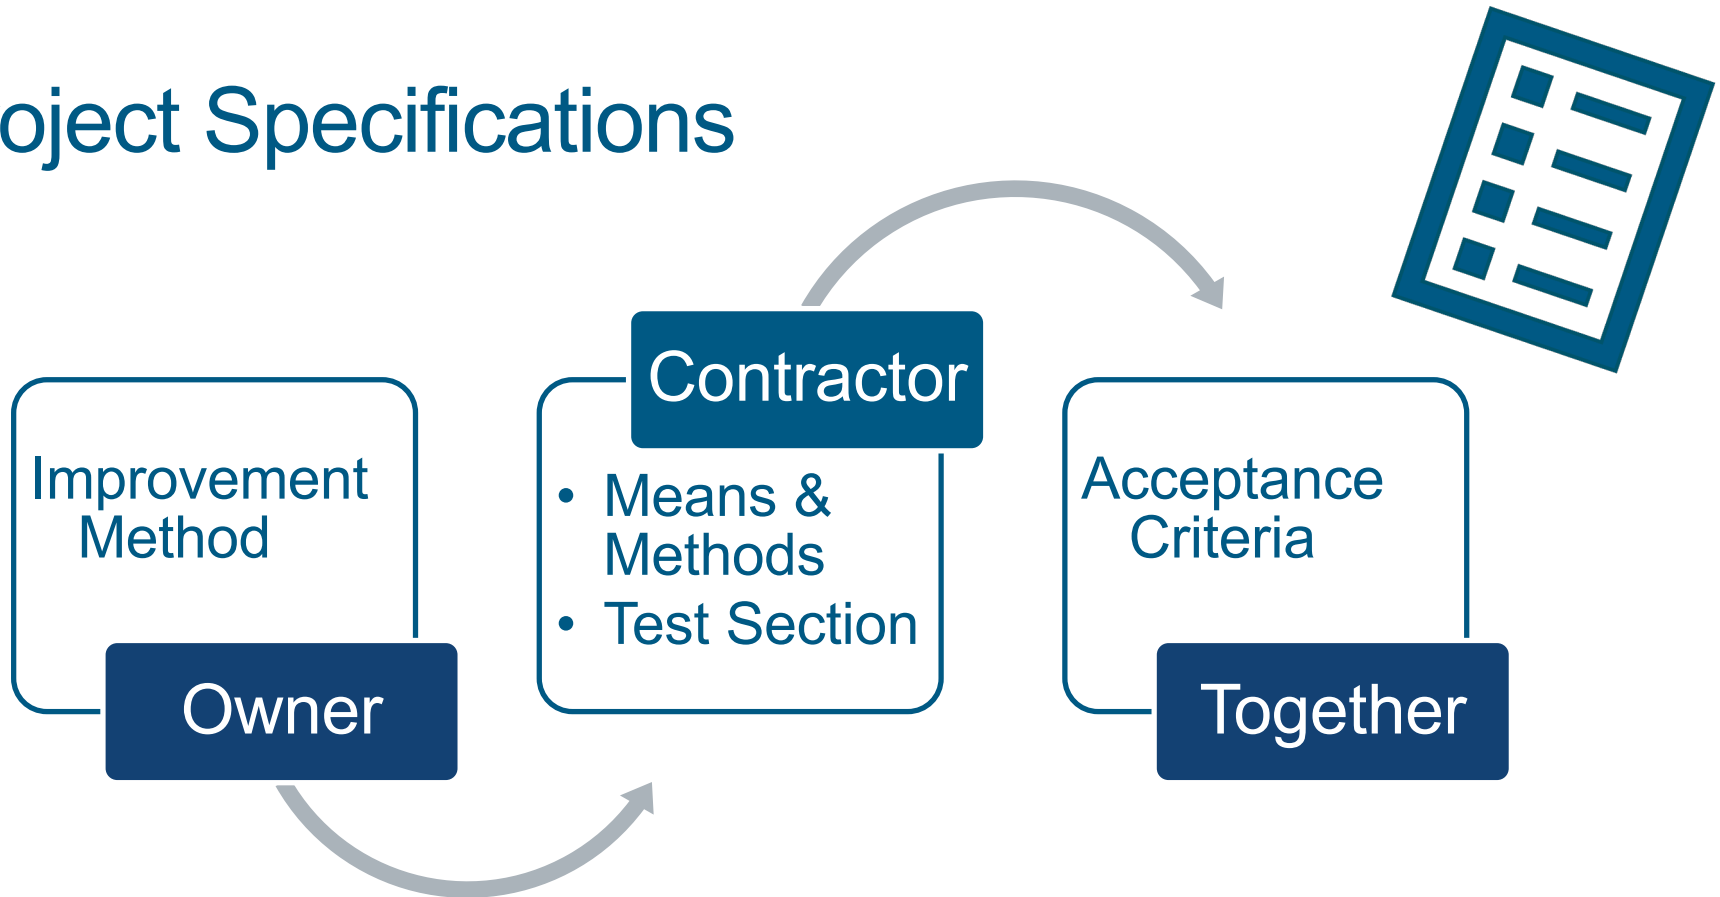 oject Specifications
Contractor
Improvement
Method
• Means &
Methods
• Test Section
Acceptance
Criteria
Owner
Together